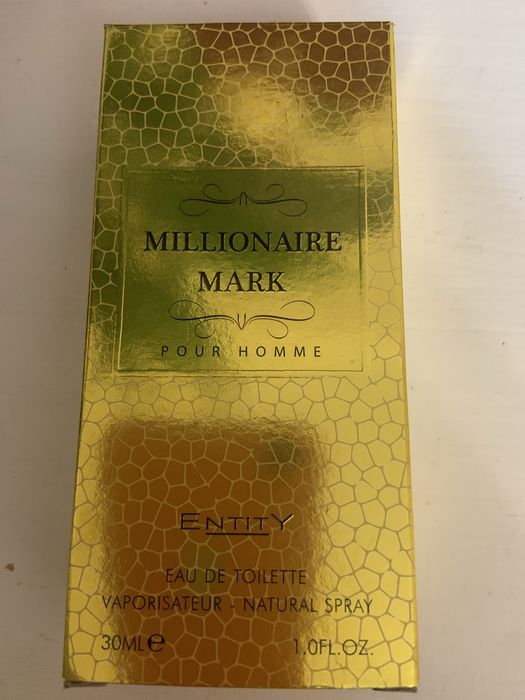 MILLIONAIRE
MARK
POUR HOMME
ENTITY
EAU DE TOILETTE
VAPORISATEUR - NATURAL SPRAY
30ML℮ 1.0FL.OZ.